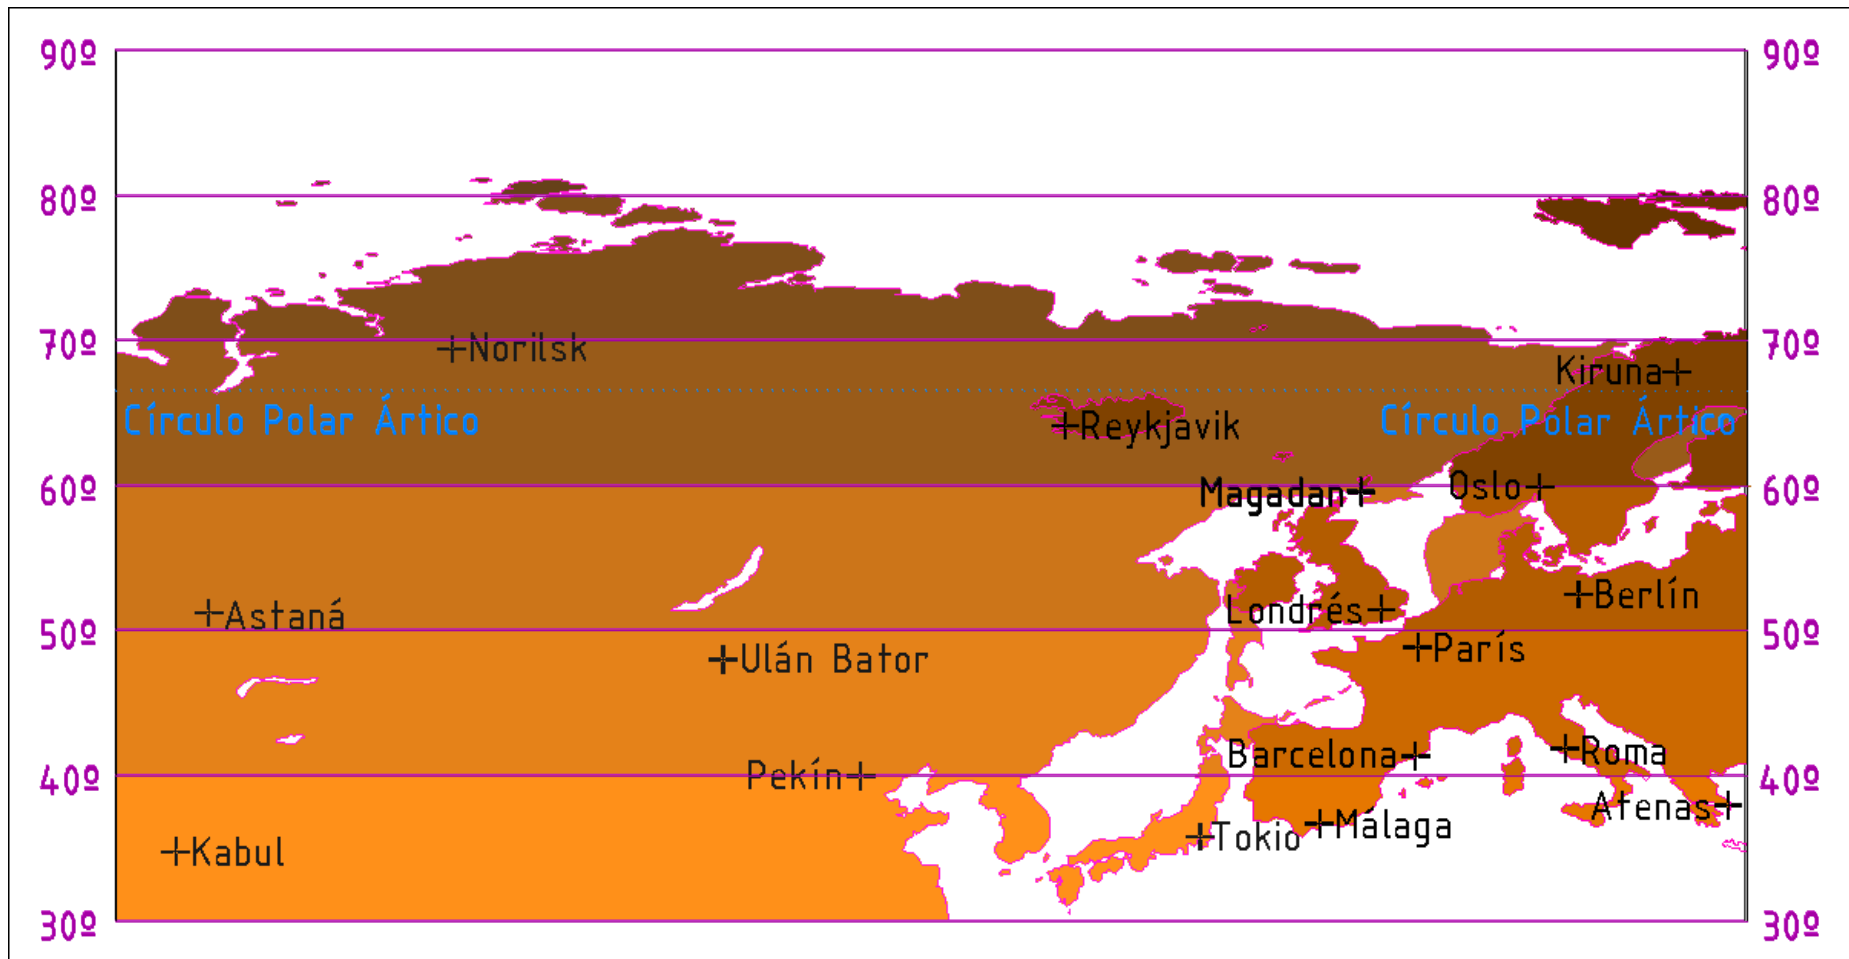 90º 90º
80º 80º
70º Norilsk 70º
Kiruna
Círculo Polar Ártico Reykjavik Círculo Polar Ártico
60º Magadan Oslo 60º
Berlín
Astaná Londrés
50º 50º
París
Ulán Bator
Barcelona Roma
40º Pekín 40º
Atenas
Málaga
Tokio
Kabul
30º 30º